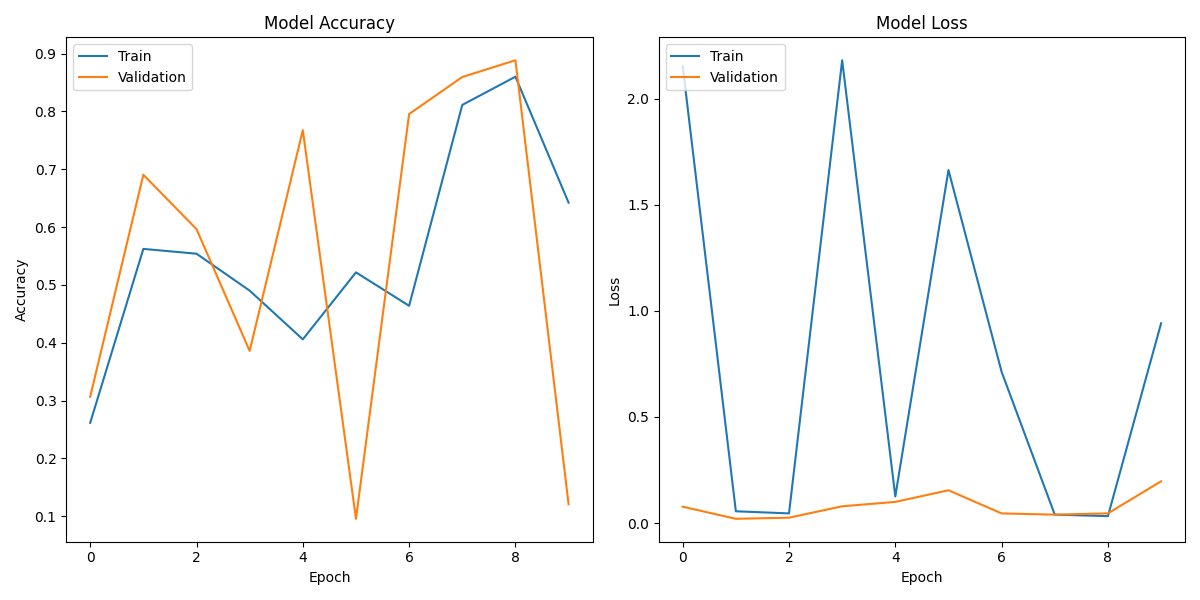 Model Accuracy
Train
Validation
0.9
0.8
0.7
0.6
0.5
0.4
0.3
0.2
0.1
Accuracy
0 2 4 6 8
Epoch
Model Loss
Train
Validation
2.0
1.5
1.0
0.5
0.0
Loss
0 2 4 6 8
Epoch